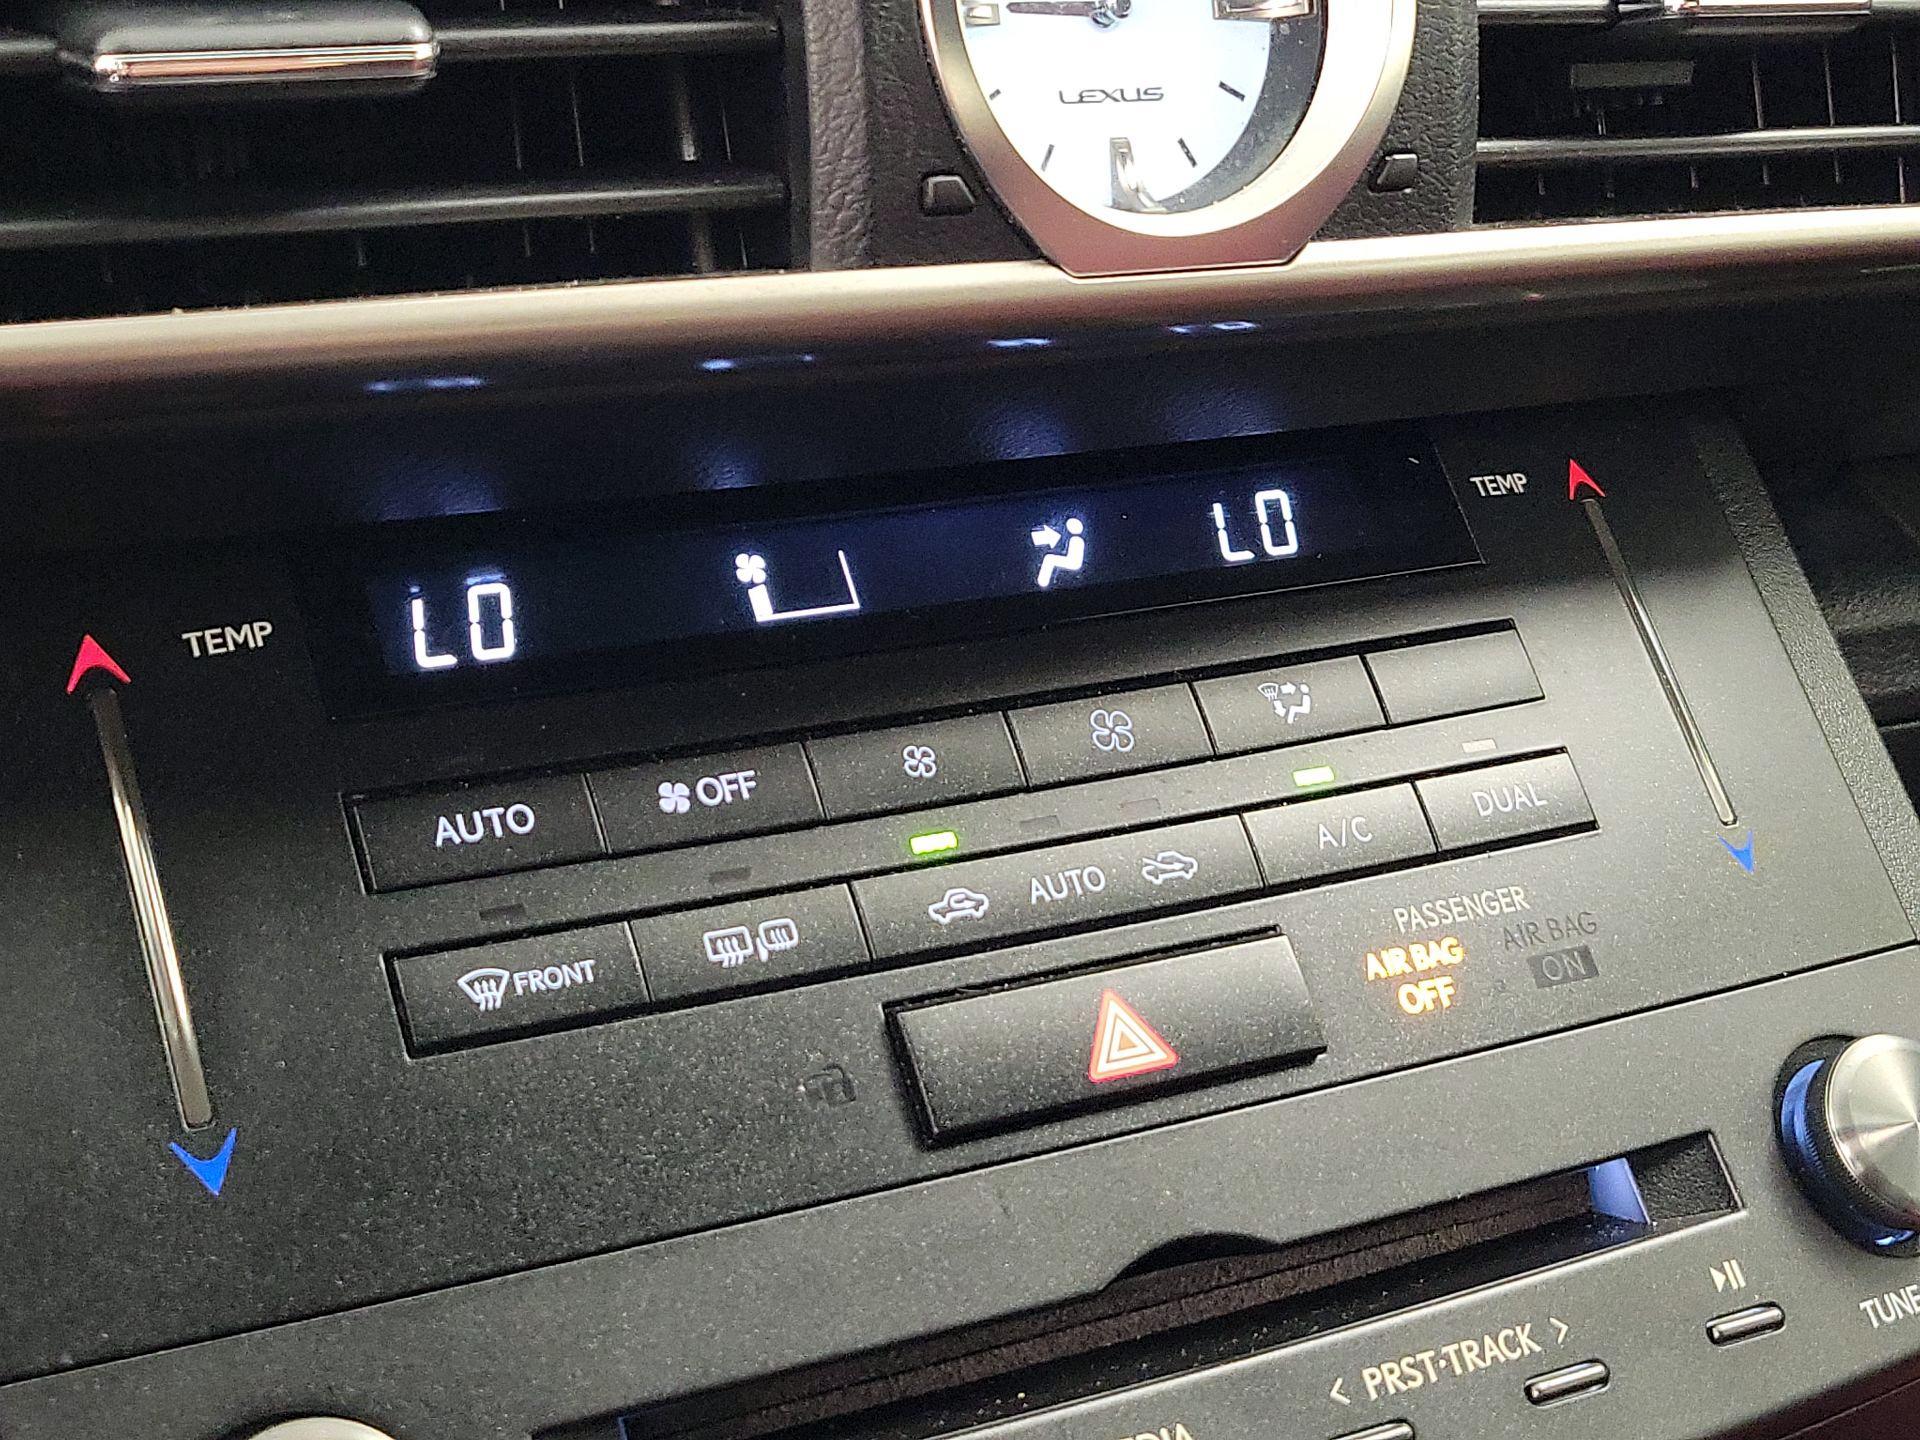 LEXUS
TEMP
LO
LO
TEMP
AUTO
OFF
AUTO
A/C
DUAL
FRONT
PASSENGER
AIR BAG
OFF
AIR BAG
ON
TUNE
< PRST·TRACK >